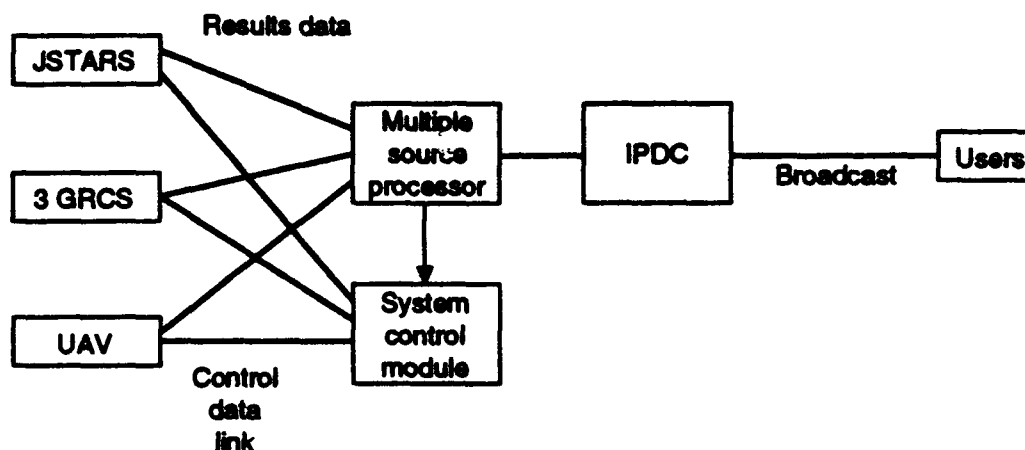 Results data
JSTARS
3 GRCS
UAV
Multiple
source
processor
System
control
module
IPDC
Broadcast
Users
Control
data
link